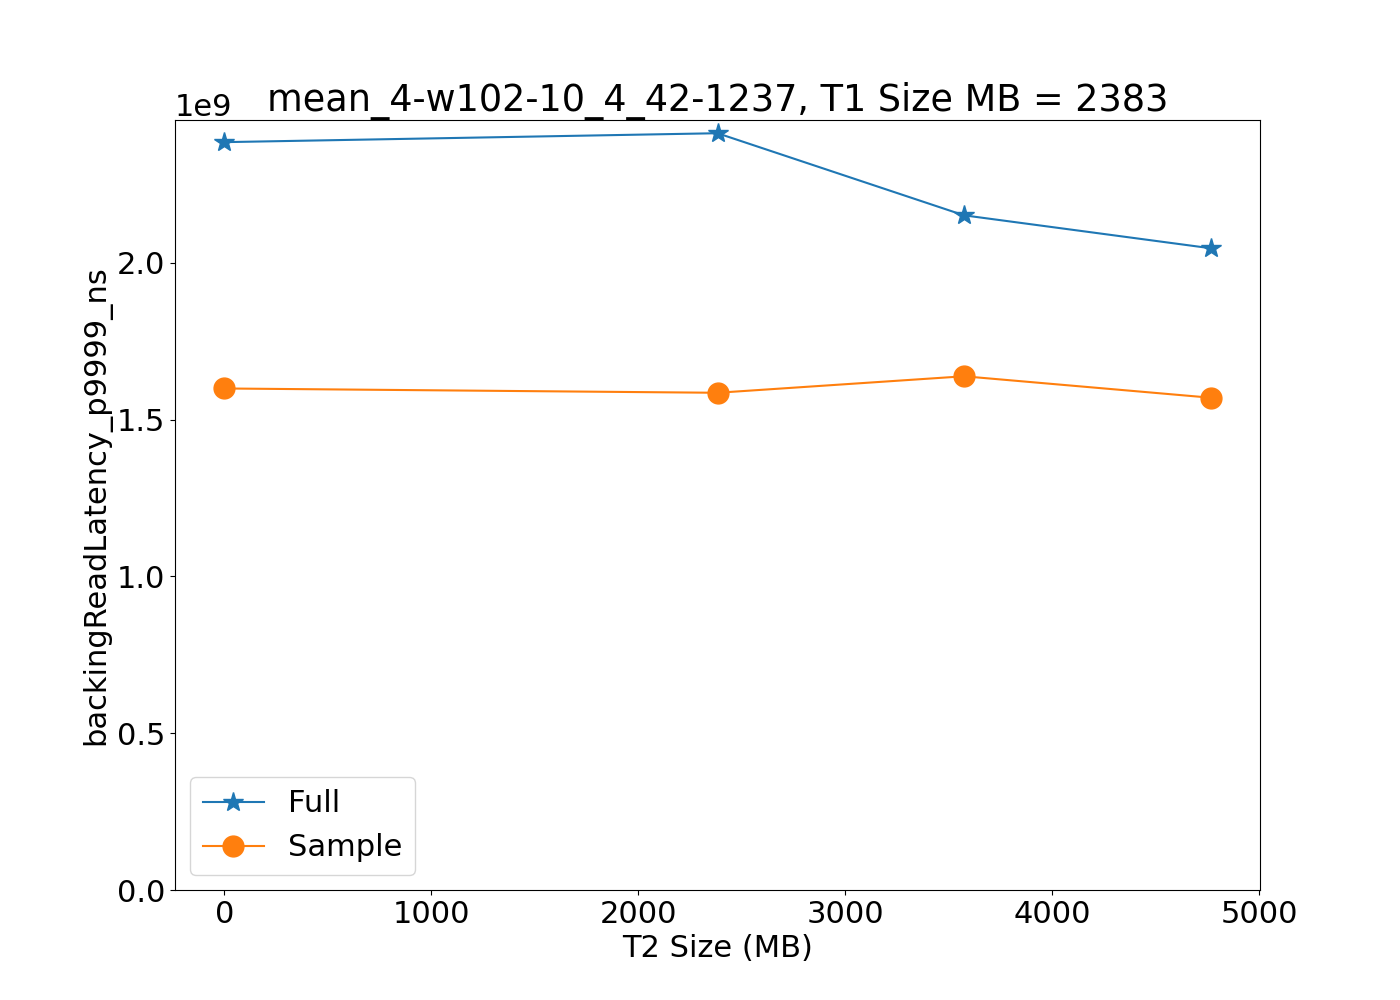 1e9
mean_4-w102-10_4_42-1237, T1 Size MB = 2383
backingReadLatency_p9999_ns
2.0
1.5
1.0
0.5
0.0
Full
Sample
0 1000 2000 3000 4000 5000
T2 Size (MB)